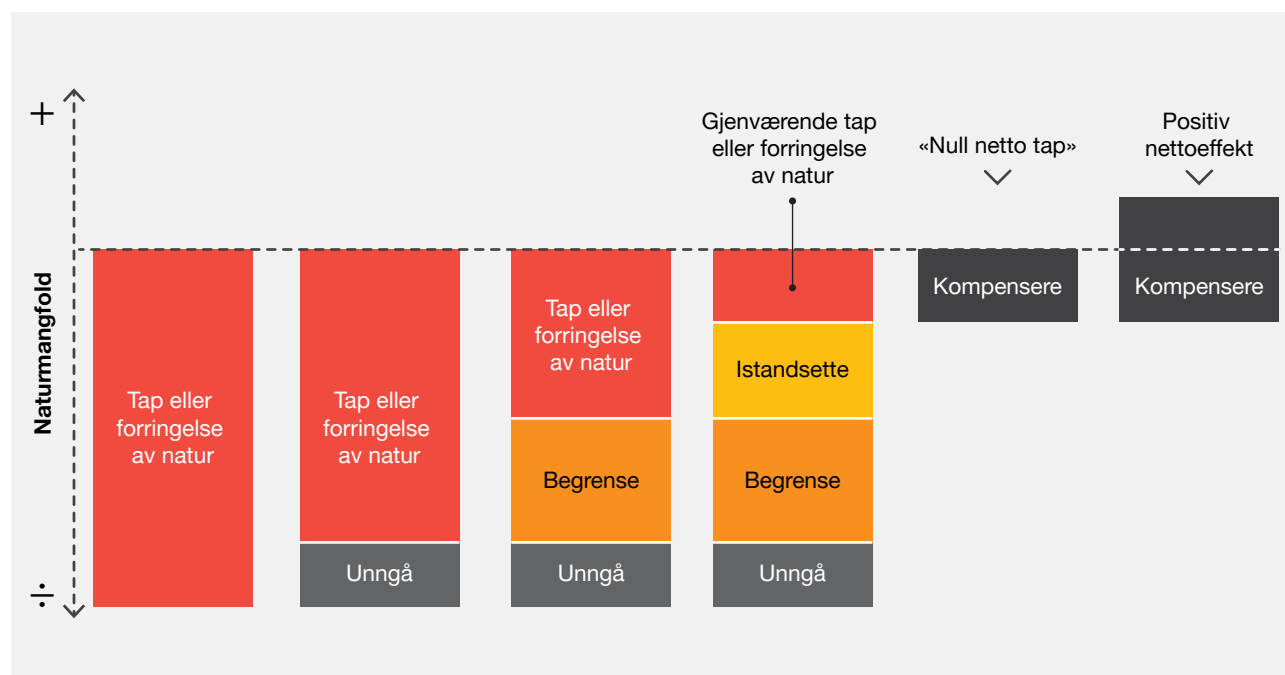 +
Naturmangfold
÷
Tap eller
forringelse
av natur
Tap eller
forringelse
av natur
Unngå
Tap eller
forringelse
av natur
Begrense
Unngå
Gjenværende tap
eller forringelse
av natur
Istandsette
Begrense
Unngå
«Null netto tap»
Kompensere
Positiv
nettoeffekt
Kompensere